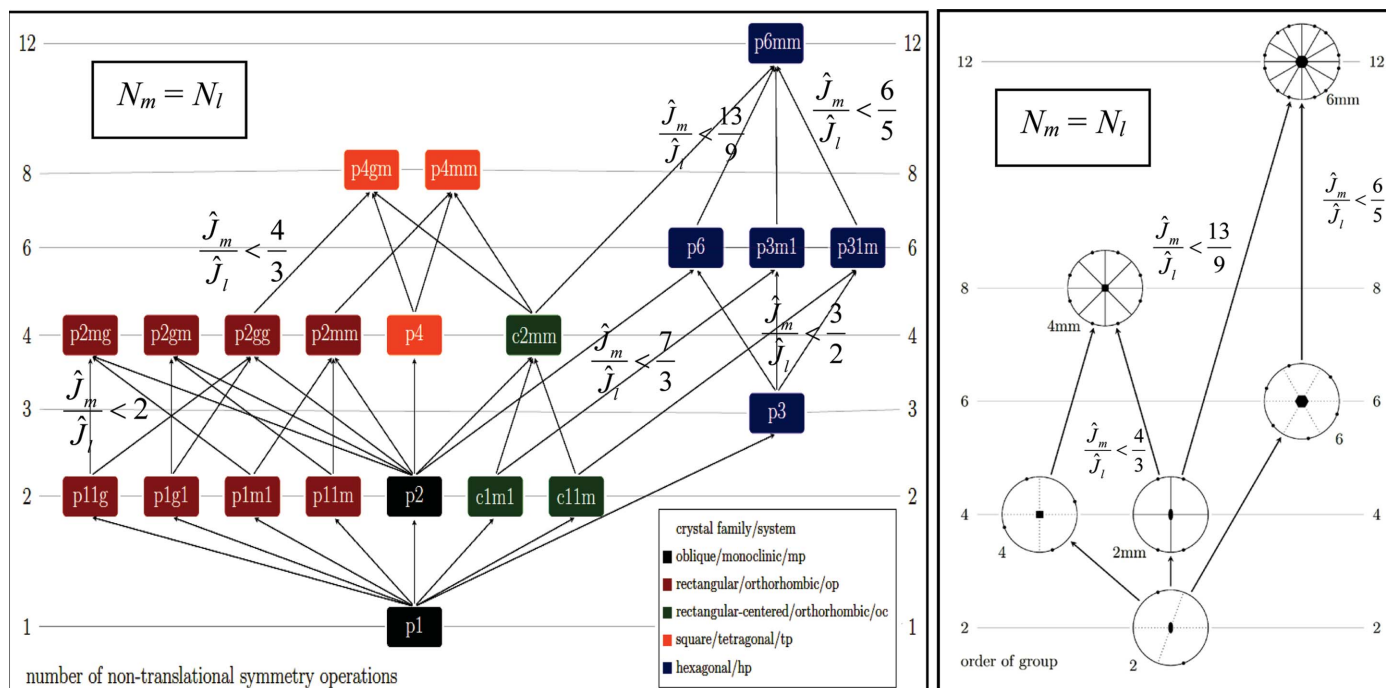 12
p6mm
12
N_m = N_l
Ĵ_m/Ĵ_l < 13/9
Ĵ_m/Ĵ_l < 6/5
8
p4gm
p4mm
8
Ĵ_m/Ĵ_l < 4/3
6
p6
p3m1
p31m
6
4
p2mg
p2gm
p2gg
p2mm
p4
c2mm
4
Ĵ_m/Ĵ_l < 2
Ĵ_m/Ĵ_l < 7/3
Ĵ_m/Ĵ_l < 3/2
3
p3
3
2
p11g
p1g1
p1m1
p11m
p2
c1m1
c11m
2
crystal family/system
oblique/monoclinic/mp
rectangular/orthorhombic/op
rectangular-centered/orthorhombic/oc
square/tetragonal/tp
hexagonal/hp
1
p1
1
number of non-translational symmetry operations
12
12
6mm
N_m = N_l
Ĵ_m/Ĵ_l < 6/5
Ĵ_m/Ĵ_l < 13/9
8
8
4mm
6
6
6
Ĵ_m/Ĵ_l < 4/3
4
4
4
2mm
2
2
2
order of group